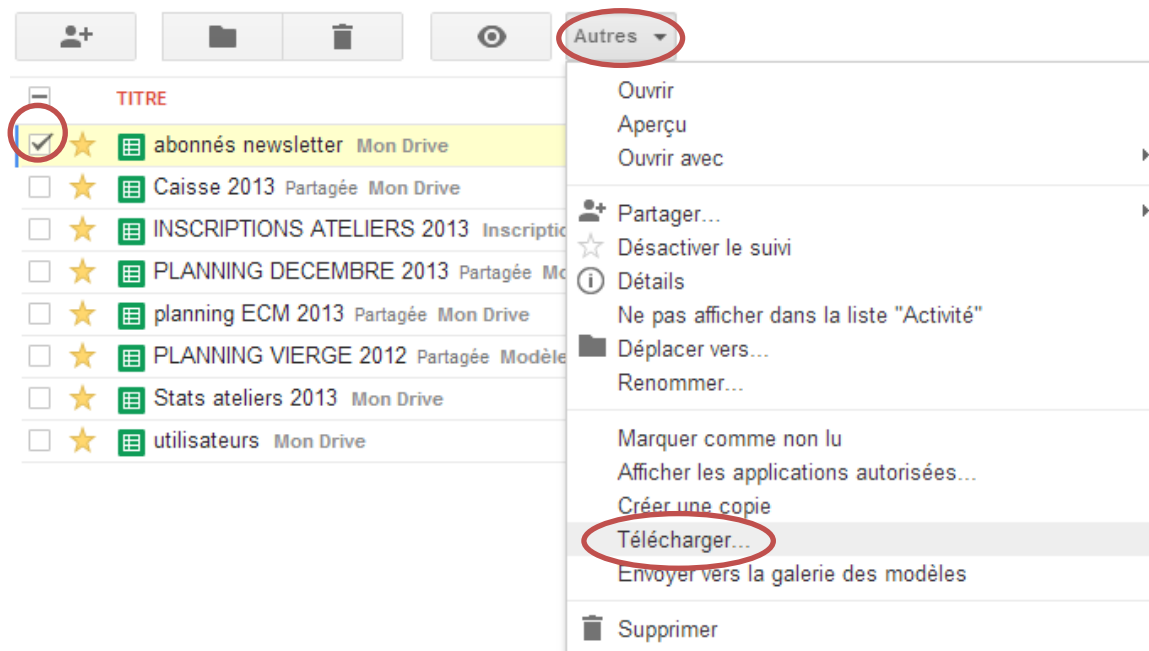 Autres
TITRE
abonnés newsletter Mon Drive
Caisse 2013 Partagée Mon Drive
INSCRIPTIONS ATELIERS 2013 Inscriptio
PLANNING DECEMBRE 2013 Partagée Mo
planning ECM 2013 Partagée Mon Drive
PLANNING VIERGE 2012 Partagée Modèle
Stats ateliers 2013 Mon Drive
utilisateurs Mon Drive
Ouvrir
Aperçu
Ouvrir avec
Partager...
Désactiver le suivi
Détails
Ne pas afficher dans la liste "Activité"
Déplacer vers...
Renommer...
Marquer comme non lu
Afficher les applications autorisées...
Créer une copie
Télécharger...
Envoyer vers la galerie des modèles
Supprimer